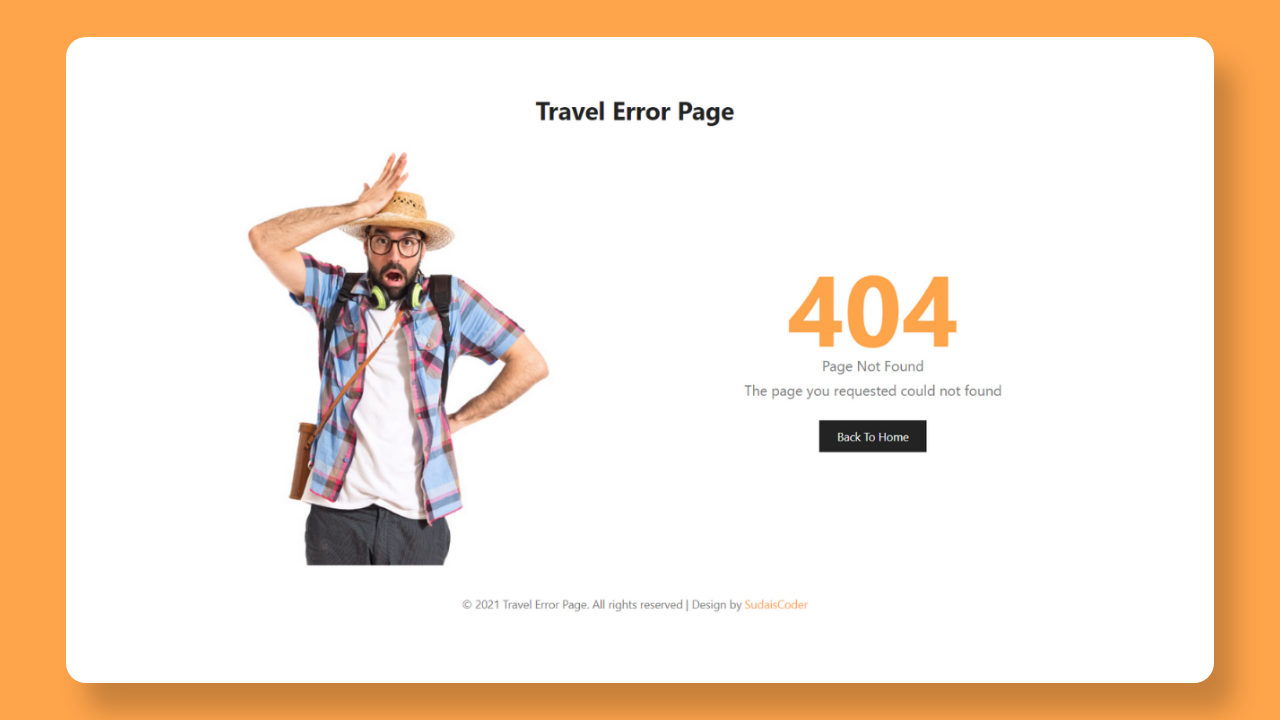 Travel Error Page
404
Page Not Found
The page you requested could not found
Back To Home
© 2021 Travel Error Page. All rights reserved | Design by SudaisCoder